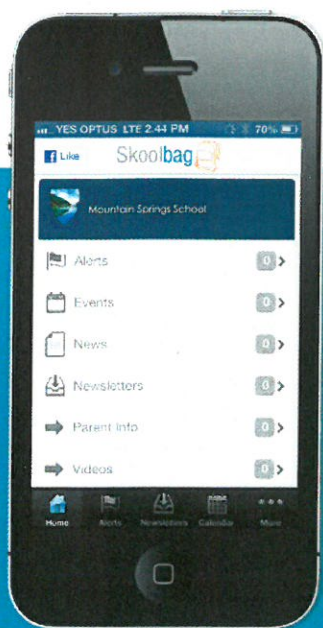 YES OPTUS LTE 2:44 PM 70%
f Like Skoolbag
Mountain Springs School
Alerts 0 >
Events 0 >
News 0 >
Newsletters 0 >
Parent Info 0 >
Videos 0 >
Home Alerts Newsletters Calendar More